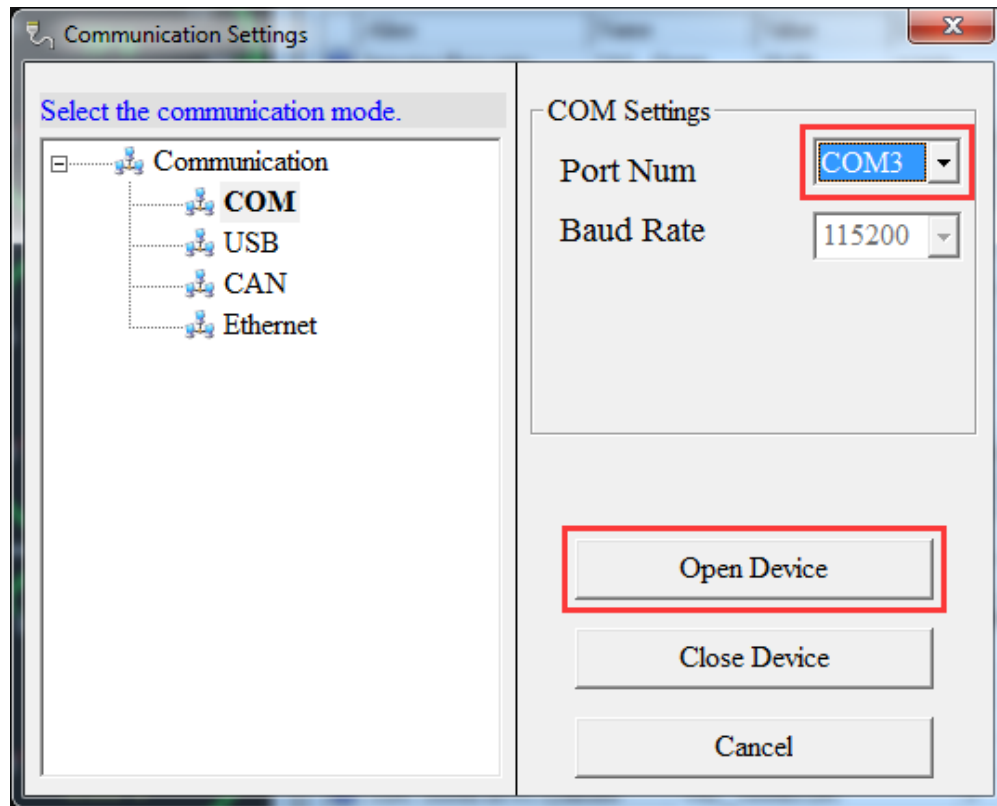 Communication Settings
Select the communication mode.
Communication
COM
USB
CAN
Ethernet
COM Settings
Port Num COM3
Baud Rate 115200
Open Device
Close Device
Cancel